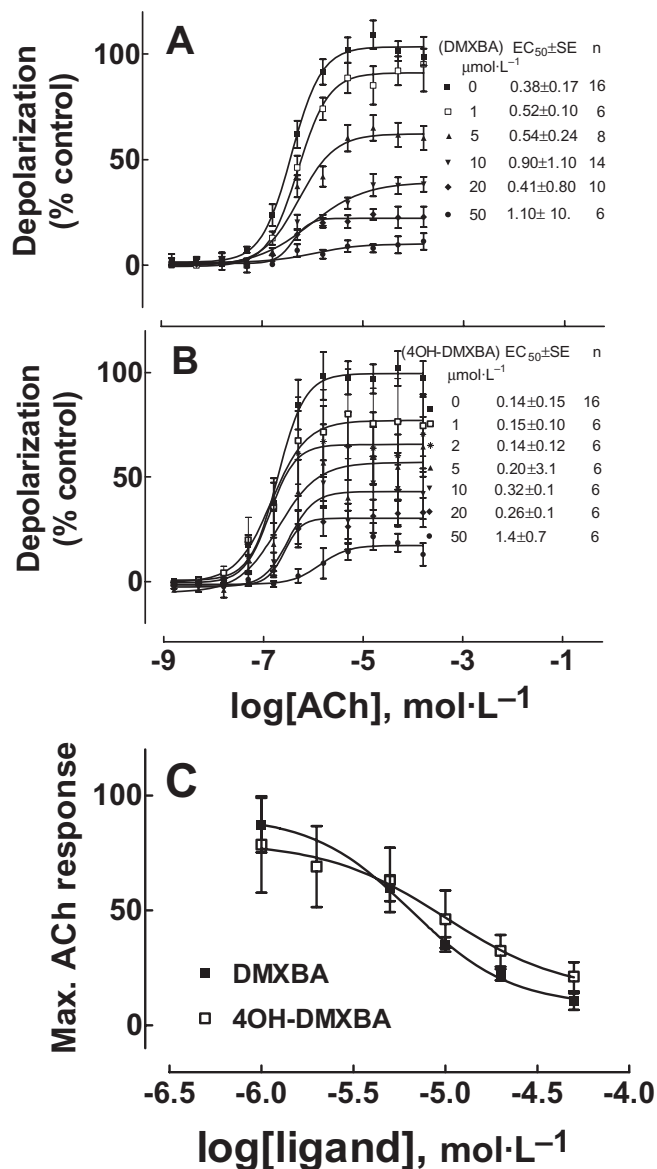 A
(DMXBA) EC50±SE n
μmol·L−1
0 0.38±0.17 16
1 0.52±0.10 6
5 0.54±0.24 8
10 0.90±1.10 14
20 0.41±0.80 10
50 1.10± 10. 6
Depolarization
(% control)
100
50
0
B
(4OH-DMXBA) EC50±SE n
μmol·L−1
0 0.14±0.15 16
1 0.15±0.10 6
2 0.14±0.12 6
5 0.20±3.1 6
10 0.32±0.1 6
20 0.26±0.1 6
50 1.4±0.7 6
Depolarization
(% control)
100
50
0
-9 -7 -5 -3 -1
log[ACh], mol·L−1
C
Max. ACh response
100
50
0
DMXBA
4OH-DMXBA
-6.5 -6.0 -5.5 -5.0 -4.5 -4.0
log[ligand], mol·L−1